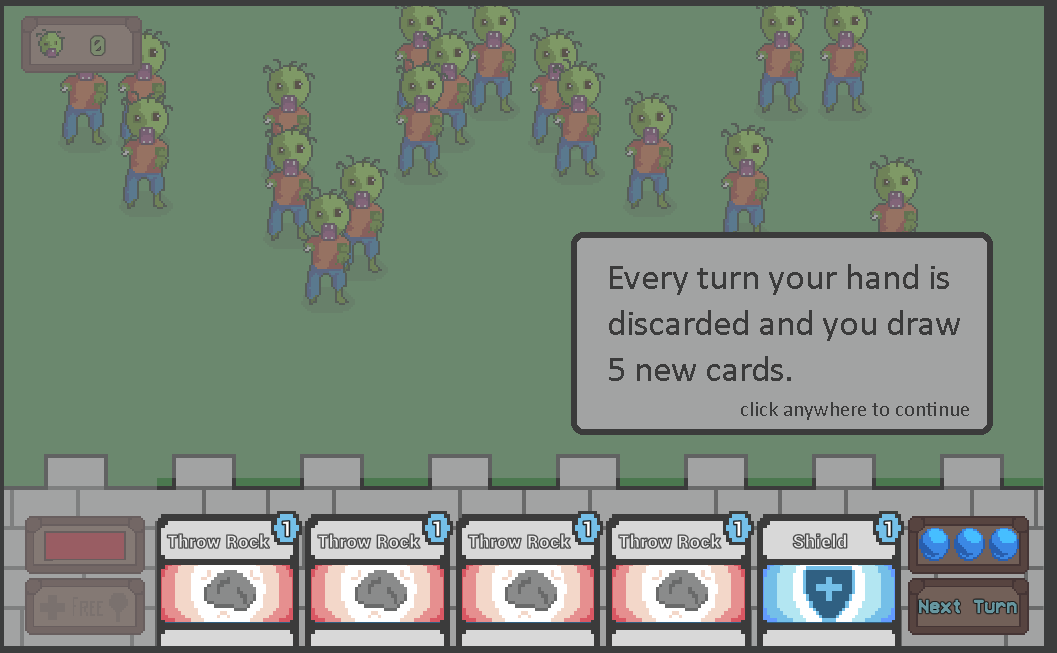 0
Every turn your hand is
discarded and you draw
5 new cards.
click anywhere to continue
Throw Rock 1
Throw Rock 1
Throw Rock 1
Throw Rock 1
Shield 1
Free
Next Turn